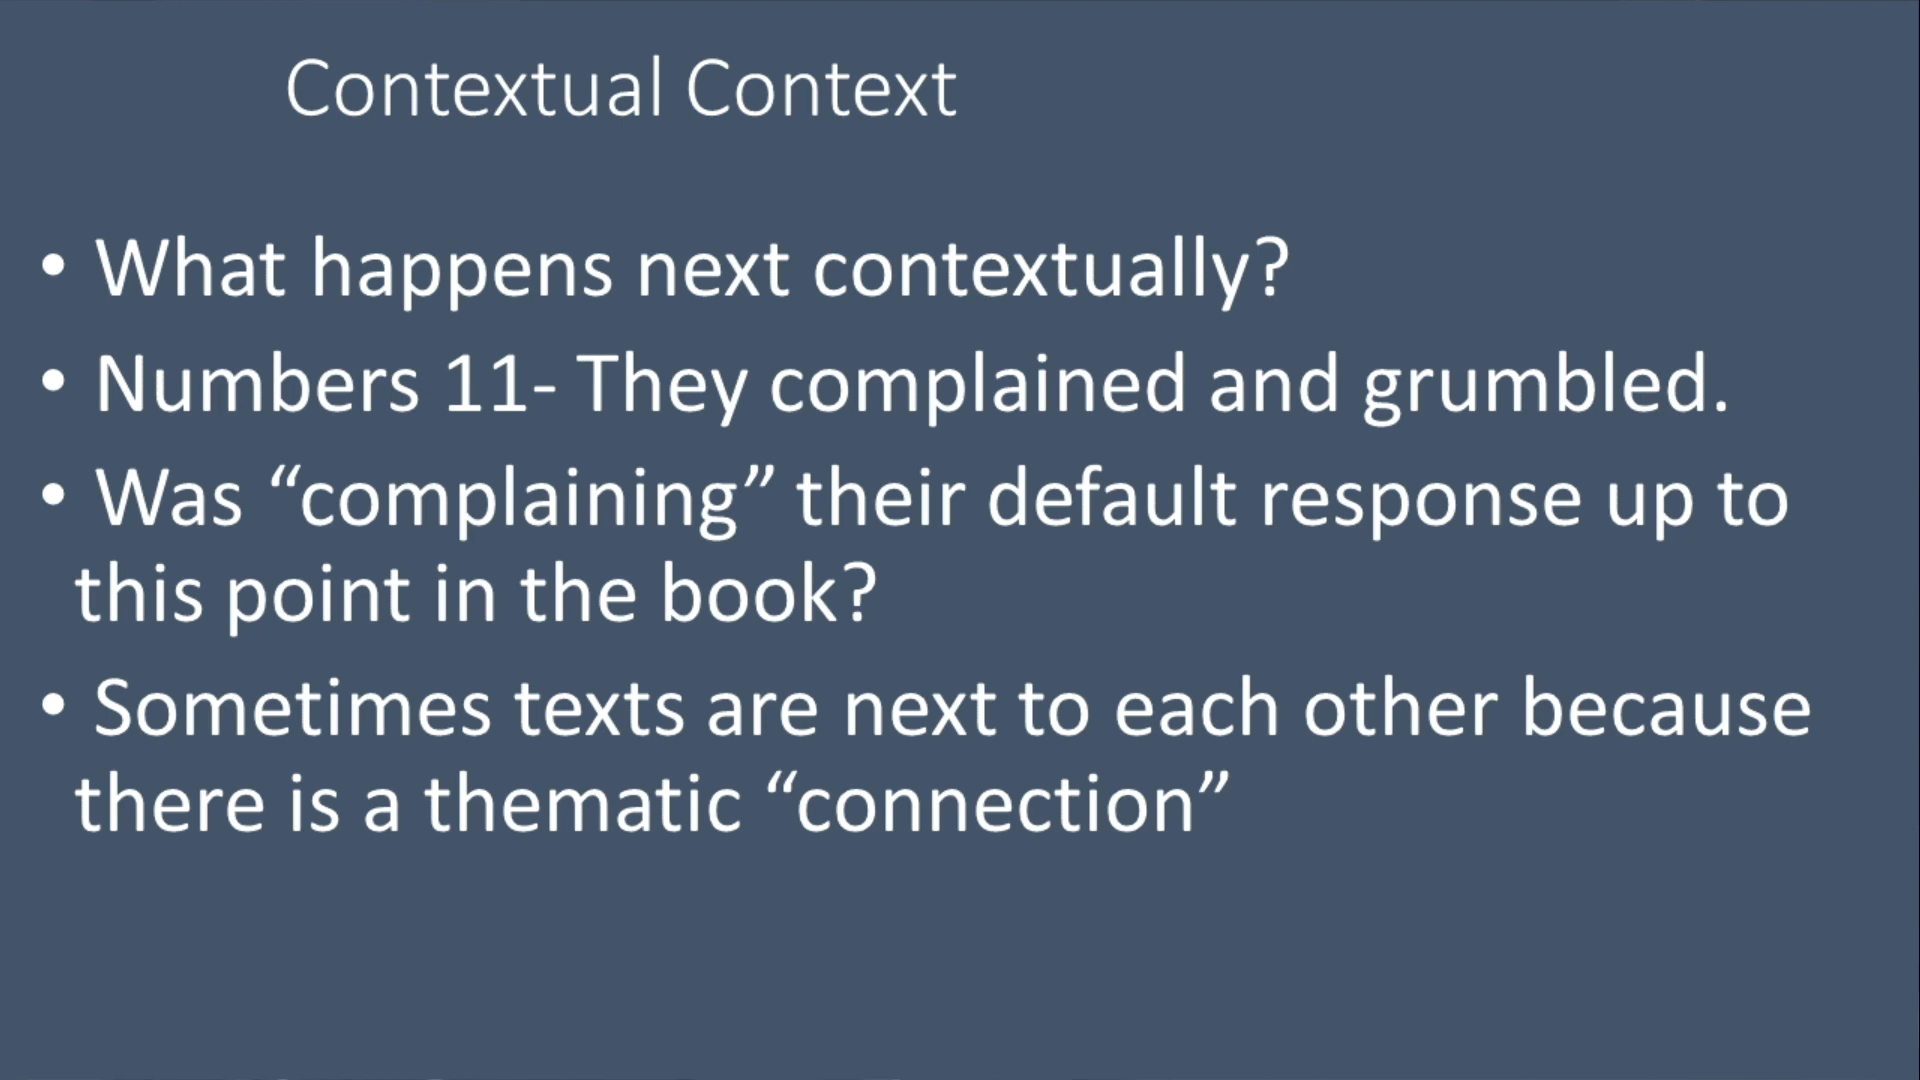 Contextual Context
• What happens next contextually?
• Numbers 11- They complained and grumbled.
• Was “complaining” their default response up to
this point in the book?
• Sometimes texts are next to each other because
there is a thematic “connection”